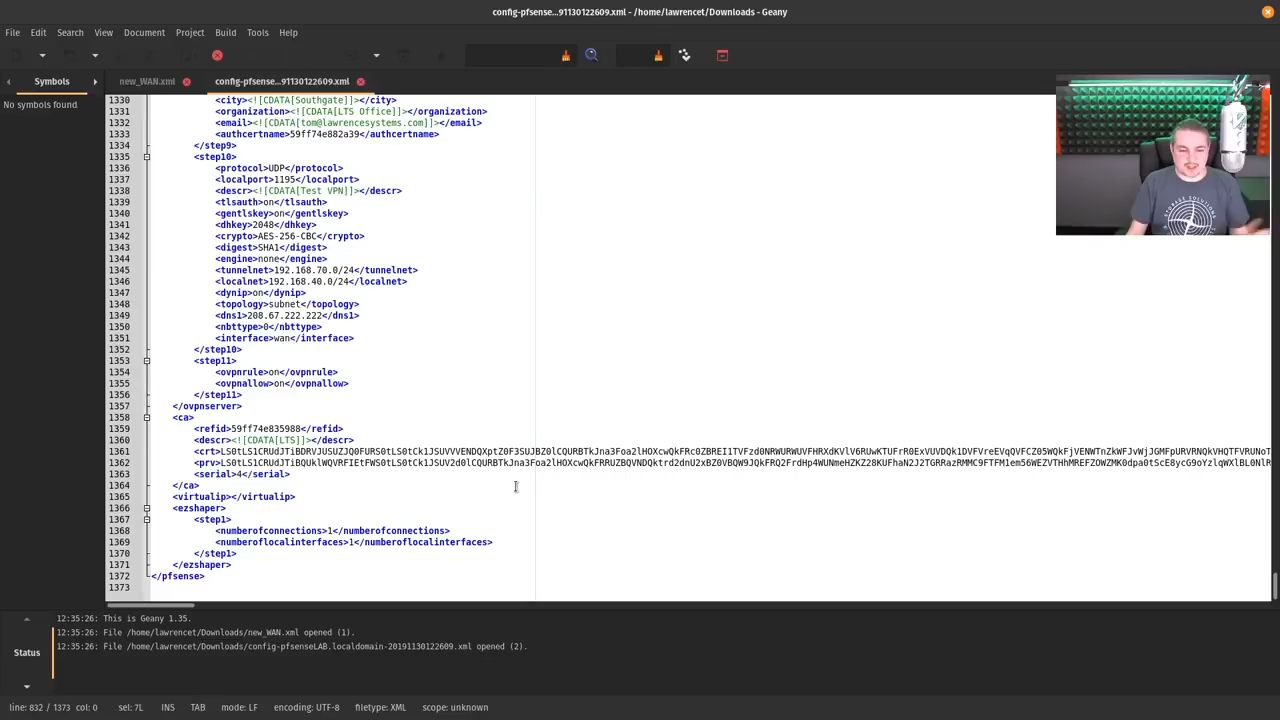 config-pfsense...91130122609.xml - /home/lawrencet/Downloads - Geany
File Edit Search View Document Project Build Tools Help
Symbols
new_WAN.xml
config-pfsense...91130122609.xml
No symbols found
1330 <city><![CDATA[Southgate]]></city>
1331 <organization><![CDATA[LTS Office]]></organization>
1332 <email><![CDATA[tom@lawrencesystems.com]]></email>
1333 <authcertname>59ff74e882a39</authcertname>
1334 </step9>
1335 <step10>
1336 <protocol>UDP</protocol>
1337 <localport>1195</localport>
1338 <descr><![CDATA[Test VPN]]></descr>
1339 <tlsauth>on</tlsauth>
1340 <gentlskey>on</gentlskey>
1341 <dhkey>2048</dhkey>
1342 <crypto>AES-256-CBC</crypto>
1343 <digest>SHA1</digest>
1344 <engine>none</engine>
1345 <tunnelnet>192.168.70.0/24</tunnelnet>
1346 <localnet>192.168.40.0/24</localnet>
1347 <dynip>on</dynip>
1348 <topology>subnet</topology>
1349 <dns1>208.67.222.222</dns1>
1350 <nbttype>0</nbttype>
1351 <interface>wan</interface>
1352 </step10>
1353 <step11>
1354 <ovpnrule>on</ovpnrule>
1355 <ovpnallow>on</ovpnallow>
1356 </step11>
1357 </ovpnserver>
1358 <ca>
1359 <refid>59ff74e835988</refid>
1360 <descr><![CDATA[LTS]]></descr>
1361 <crt>
1362 <prv>
1363 <serial>4</serial>
1364 </ca>
1365 <virtualip></virtualip>
1366 <ezshaper>
1367 <step1>
1368 <numberofconnections>1</numberofconnections>
1369 <numberoflocalinterfaces>1</numberoflocalinterfaces>
1370 </step1>
1371 </ezshaper>
1372 </pfsense>
1373
Status
12:35:26: This is Geany 1.35.
12:35:26: File /home/lawrencet/Downloads/new_WAN.xml opened (1).
12:35:26: File /home/lawrencet/Downloads/config-pfsenseLAB.localdomain-20191130122609.xml opened (2).
line: 832 / 1373 col: 0 sel: 7L INS TAB mode: LF encoding: UTF-8 filetype: XML scope: unknown